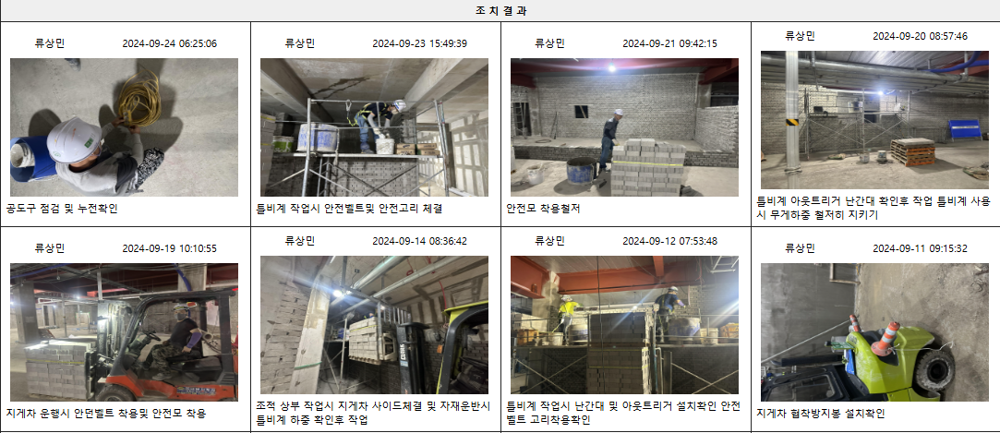 조 치 결 과
류상민 2024-09-24 06:25:06
류상민 2024-09-23 15:49:39
류상민 2024-09-21 09:42:15
류상민 2024-09-20 08:57:46
공도구 점검 및 누전확인
틀비계 작업시 안전벨트및 안전고리 체결
안전모 착용철저
틀비계 아웃트리거 난간대 확인후 작업 틀비계 사용
시 무게하중 철저히 지키기
류상민 2024-09-19 10:10:55
류상민 2024-09-14 08:36:42
류상민 2024-09-12 07:53:48
류상민 2024-09-11 09:15:32
지게차 운행시 안면벨트 착용및 안전모 착용
조적 상부 작업시 지게차 사이드체결 및 자재운반시
틀비계 하중 확인후 작업
틀비계 작업시 난간대 및 아웃트리거 설치확인 안전
벨트 고리착용확인
지게차 협착방지봉 설치확인